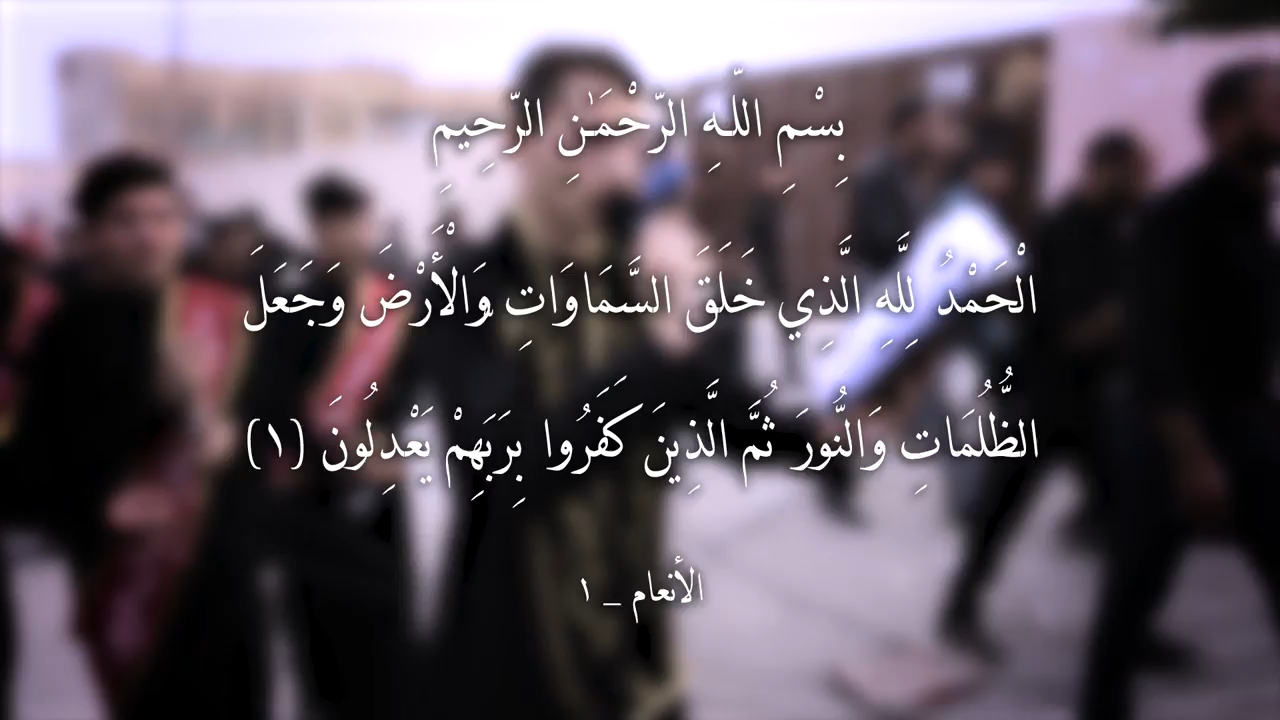 بِسْمِ اللَّـهِ الرَّحْمَـٰنِ الرَّحِيمِ
الْحَمْدُ لِلَّهِ الَّذِي خَلَقَ السَّمَاوَاتِ وَالْأَرْضَ وَجَعَلَ
الظُّلُمَاتِ وَالنُّورَ ثُمَّ الَّذِينَ كَفَرُوا بِرَبِهِمْ يَعْدِلُونَ (١)
الأنعام _ ١